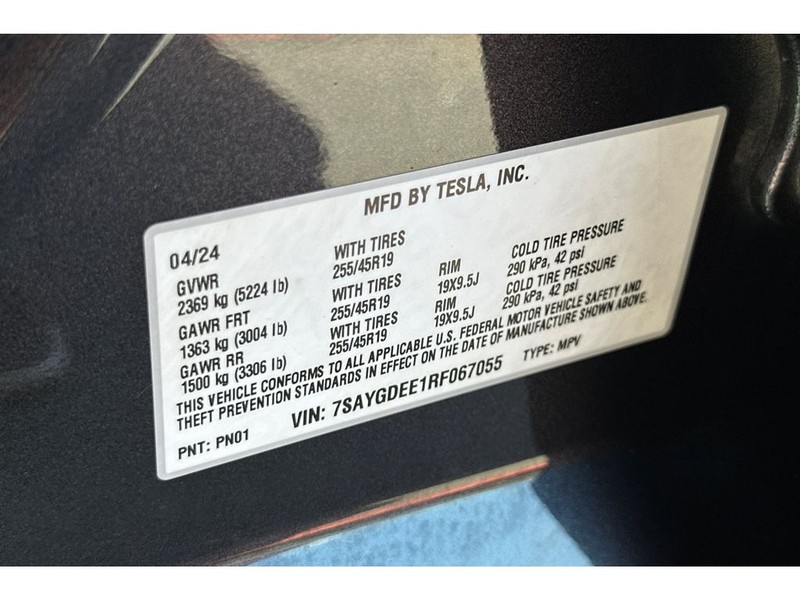 MFD BY TESLA, INC.
04/24
GVWR
2369 kg (5224 lb)
WITH TIRES
255/45R19
GAWR FRT
1363 kg (3004 lb)
WITH TIRES
255/45R19
RIM
19X9.5J
COLD TIRE PRESSURE
290 kPa, 42 psi
GAWR RR
1500 kg (3306 lb)
WITH TIRES
255/45R19
RIM
19X9.5J
COLD TIRE PRESSURE
290 kPa, 42 psi
THIS VEHICLE CONFORMS TO ALL APPLICABLE U.S. FEDERAL MOTOR VEHICLE SAFETY AND
THEFT PREVENTION STANDARDS IN EFFECT ON THE DATE OF MANUFACTURE SHOWN ABOVE.
PNT: PN01
VIN: 7SAYGDEE1RF067055
TYPE: MPV